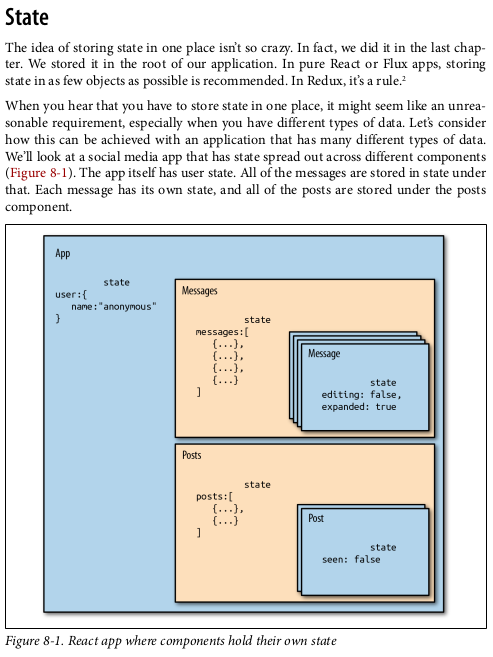 State
The idea of storing state in one place isn't so crazy. In fact, we did it in the last chap-
ter. We stored it in the root of our application. In pure React or Flux apps, storing
state in as few objects as possible is recommended. In Redux, it's a rule.²
When you hear that you have to store state in one place, it might seem like an unrea-
sonable requirement, especially when you have different types of data. Let's consider
how this can be achieved with an application that has many different types of data.
We'll look at a social media app that has state spread out across different components
(Figure 8-1). The app itself has user state. All of the messages are stored in state under
that. Each message has its own state, and all of the posts are stored under the posts
component.
App
state
user:{
name:"anonymous"
}
Messages
state
messages:[
{...},
{...},
{...},
{...}
]
Message
state
editing: false,
expanded: true
Posts
state
posts:[
{...},
{...}
]
Post
state
seen: false
Figure 8-1. React app where components hold their own state